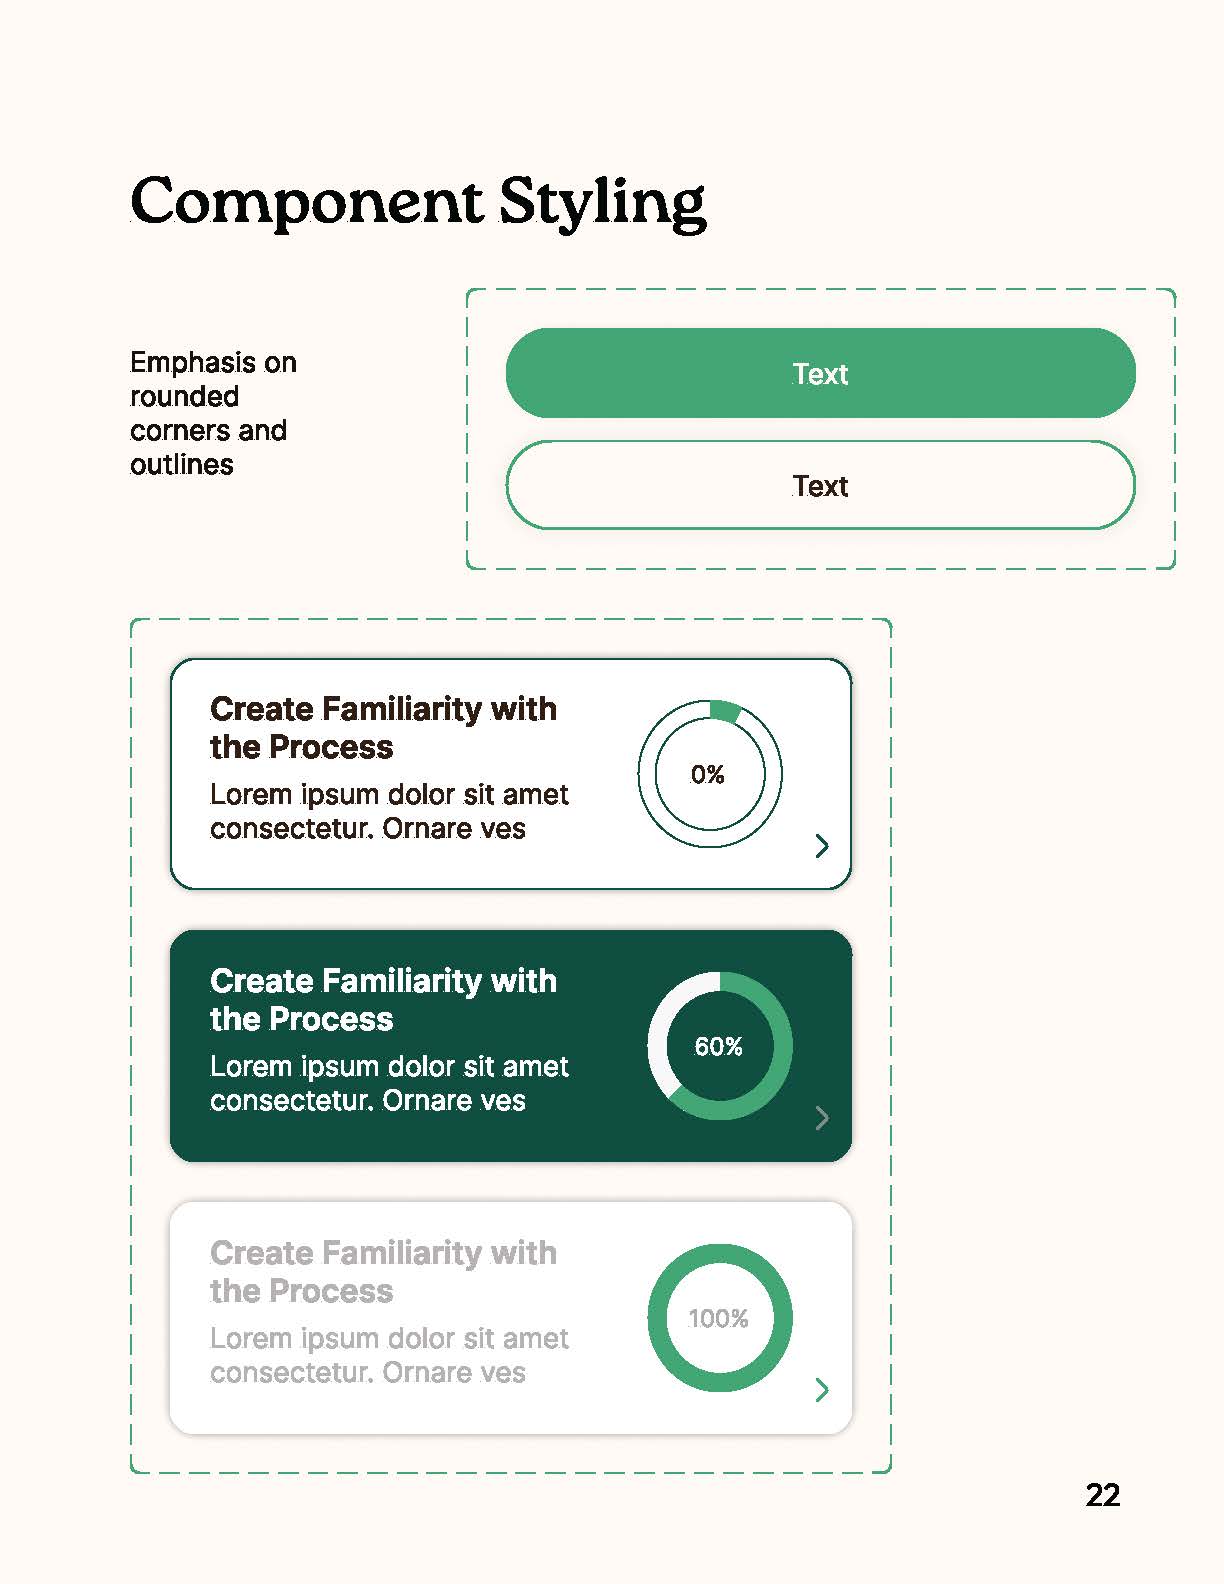 Component Styling
Emphasis on
rounded
corners and
outlines
Text
Text
Create Familiarity with
the Process
Lorem ipsum dolor sit amet
consectetur. Ornare ves
0%
Create Familiarity with
the Process
Lorem ipsum dolor sit amet
consectetur. Ornare ves
60%
Create Familiarity with
the Process
Lorem ipsum dolor sit amet
consectetur. Ornare ves
100%
22